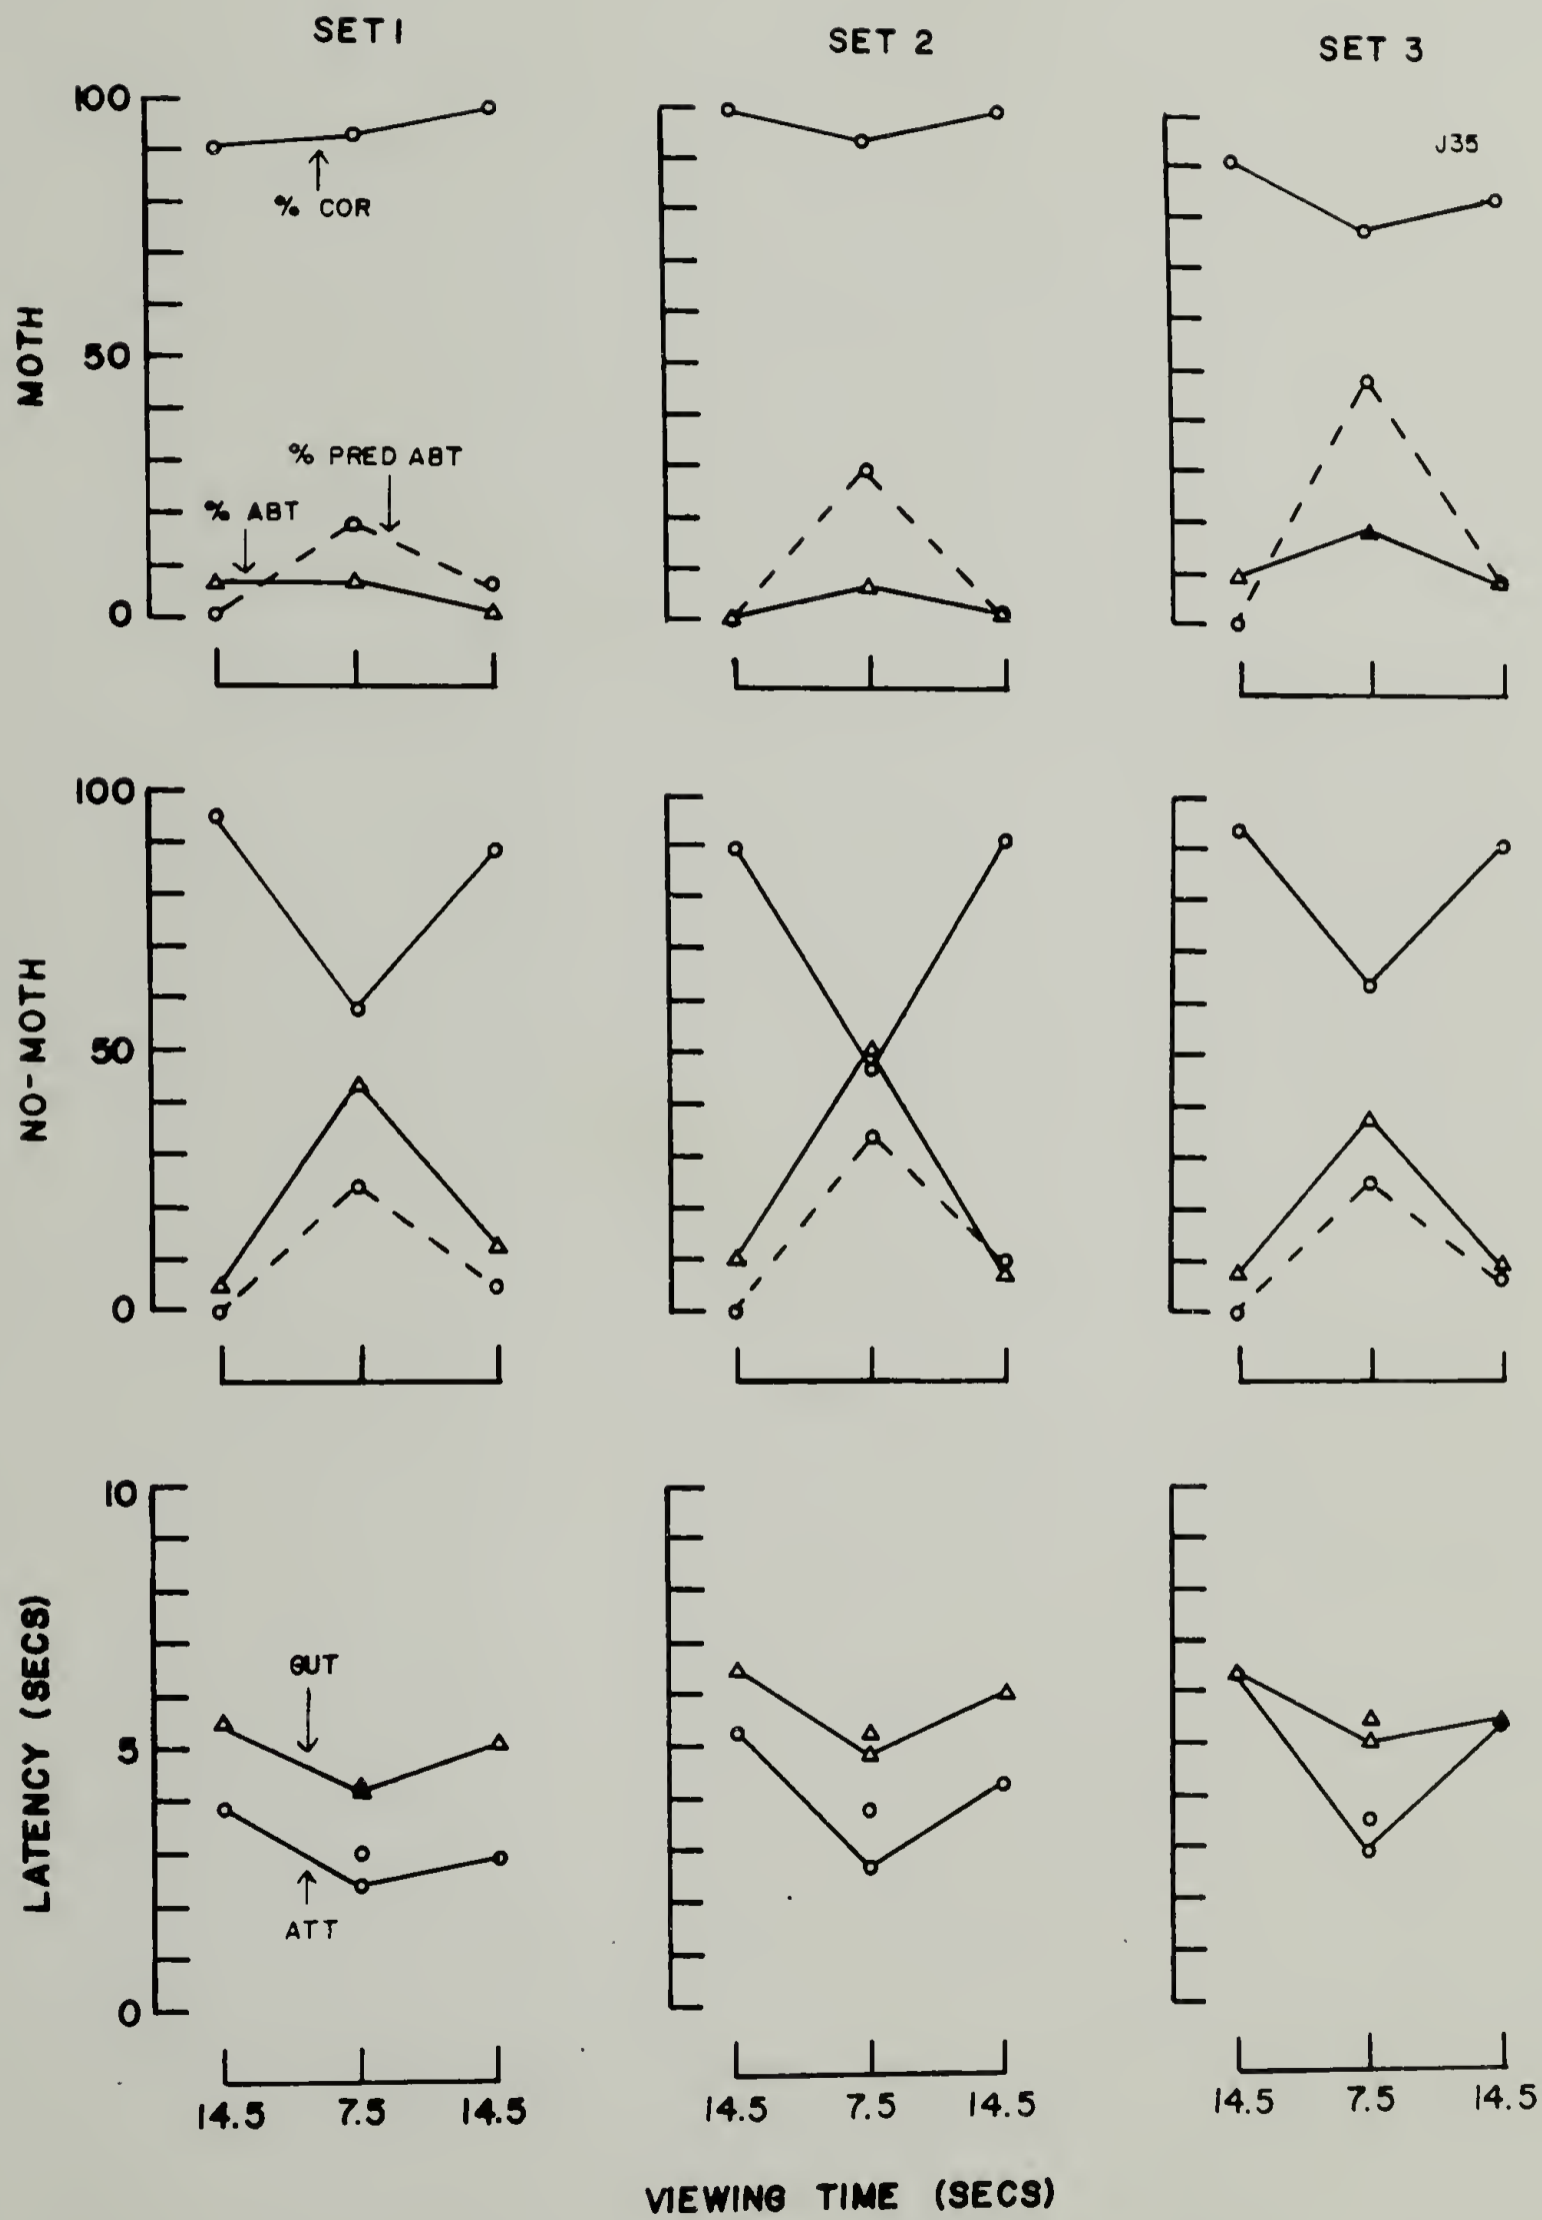 SET 1
SET 2
SET 3
100
50
0
MOTH
% COR
% PRED ABT
% ABT
J35
100
50
0
NO-MOTH
10
5
0
LATENCY (SECS)
GUT
ATT
14.5 7.5 14.5
14.5 7.5 14.5
14.5 7.5 14.5
VIEWING TIME (SECS)